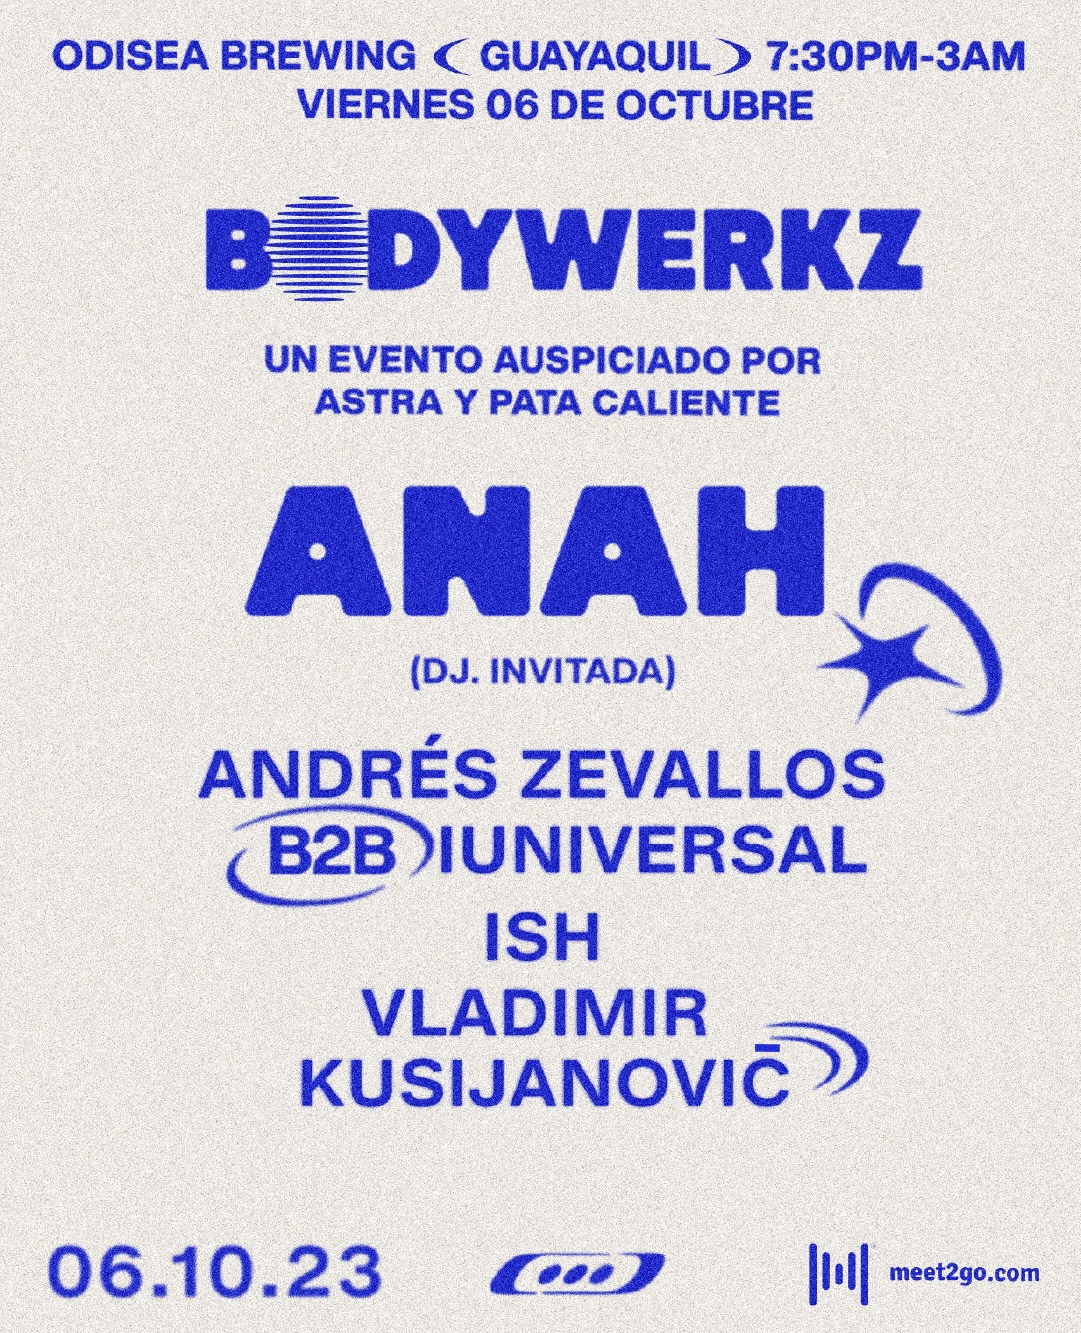 ODISEA BREWING ( GUAYAQUIL ) 7:30PM-3AM
VIERNES 06 DE OCTUBRE
BODYWERKZ
UN EVENTO AUSPICIADO POR
ASTRA Y PATA CALIENTE
ANAH
(DJ. INVITADA)
ANDRÉS ZEVALLOS
B2B IUNIVERSAL
ISH
VLADIMIR
KUSIJANOVIC̄
06.10.23
meet2go.com